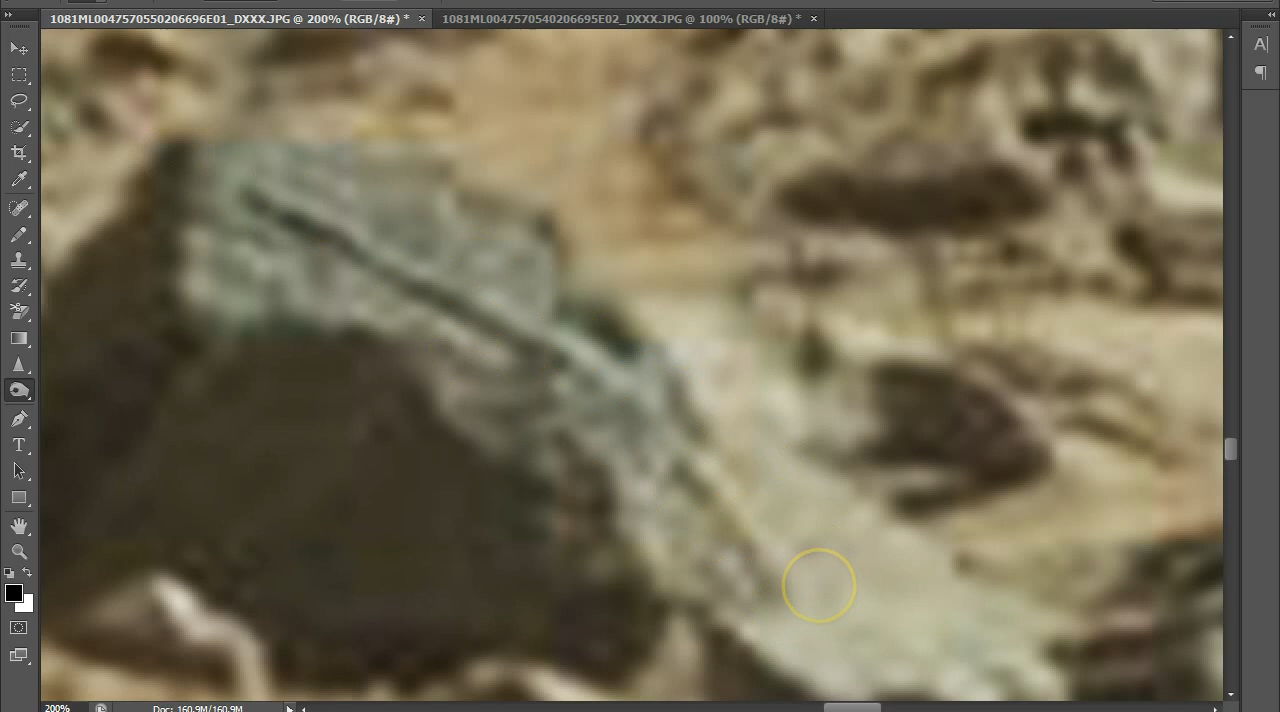 1081ML0047570550206696E01_DXXX.JPG @ 200% (RGB/8#) * × 1081ML0047570540206695E02_DXXX.JPG @ 100% (RGB/8#) * ×
A
¶
T
200% Doc: 160.9M/160.9M